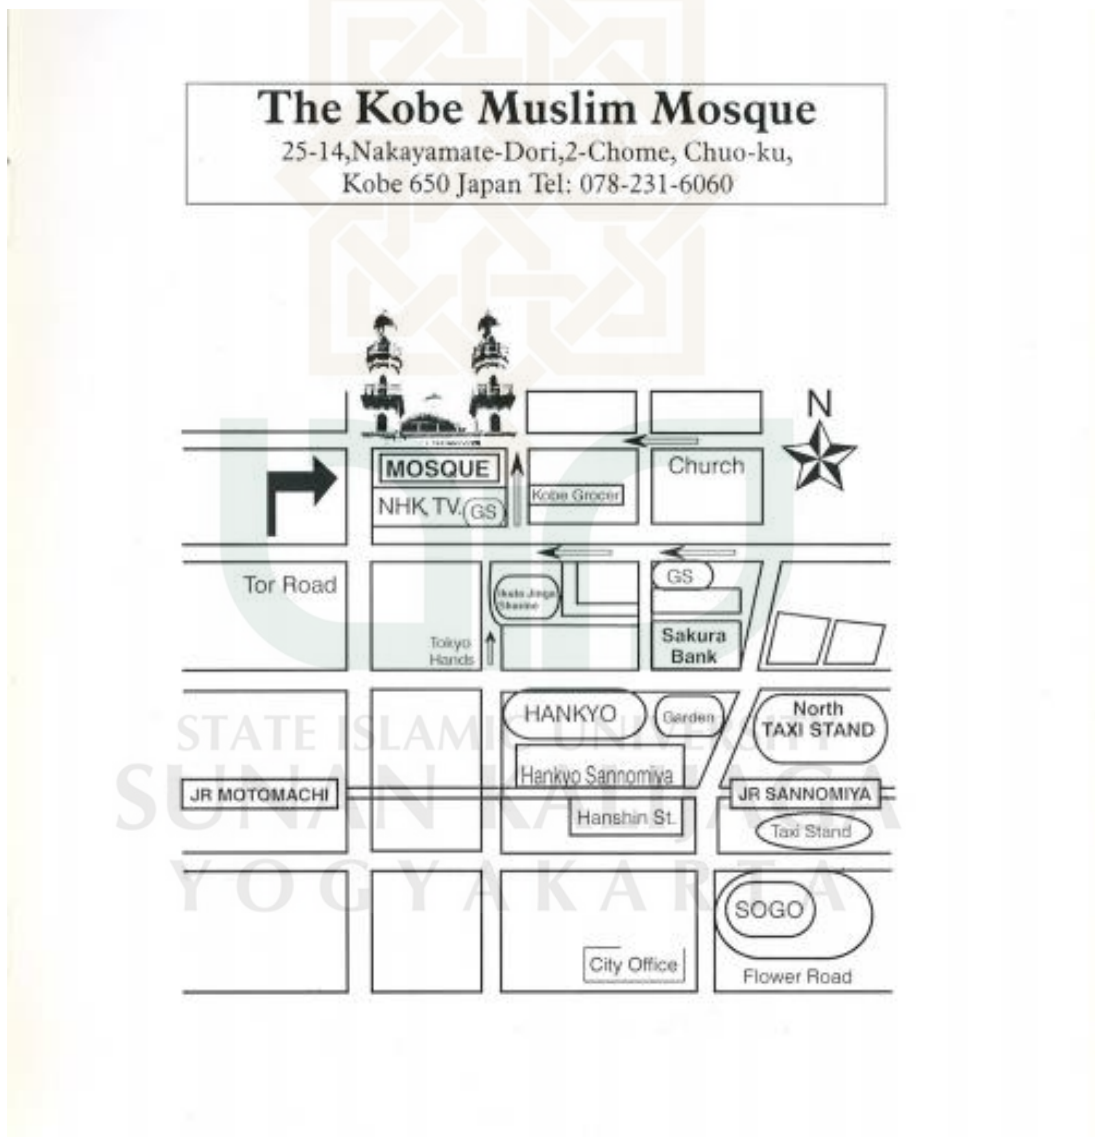 The Kobe Muslim Mosque
25-14,Nakayamate-Dori,2-Chome, Chuo-ku,
Kobe 650 Japan Tel: 078-231-6060
N
MOSQUE
Church
Kobe Grocer
NHK, TV.
GS
Tor Road
GS
Shurine
Tokyo
Hands
Sakura
Bank
HANKYO
Garden
North
TAXI STAND
Hankyo Sannomiya
JR MOTOMACHI
JR SANNOMIYA
Hanshin St.
Taxi Stand
SOGO
City Office
Flower Road
STATE ISLAMIC UNIVERSITY
SUNAN KALIJAGA
YOGYAKARTA